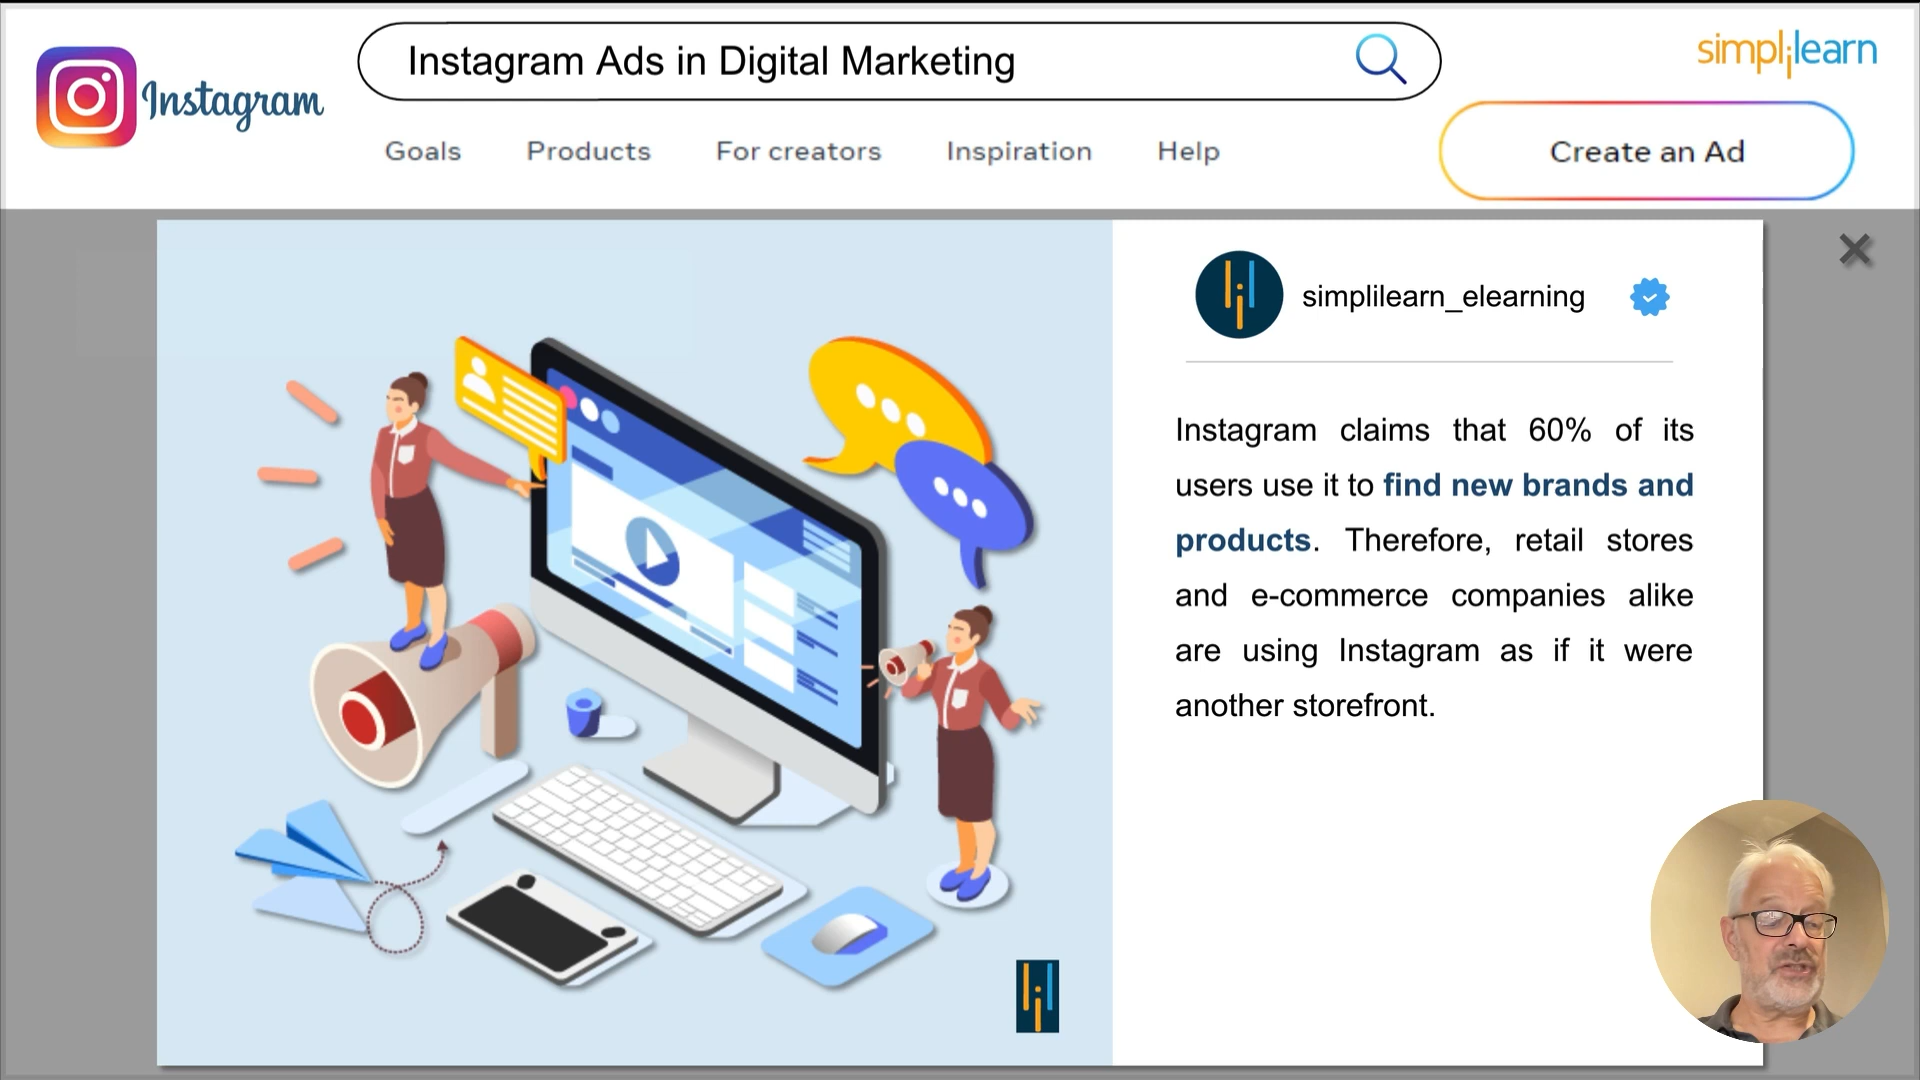 Instagram
Instagram Ads in Digital Marketing
simplilearn
Goals
Products
For creators
Inspiration
Help
Create an Ad
simplilearn_elearning
Instagram claims that 60% of its
users use it to find new brands and
products. Therefore, retail stores
and e-commerce companies alike
are using Instagram as if it were
another storefront.